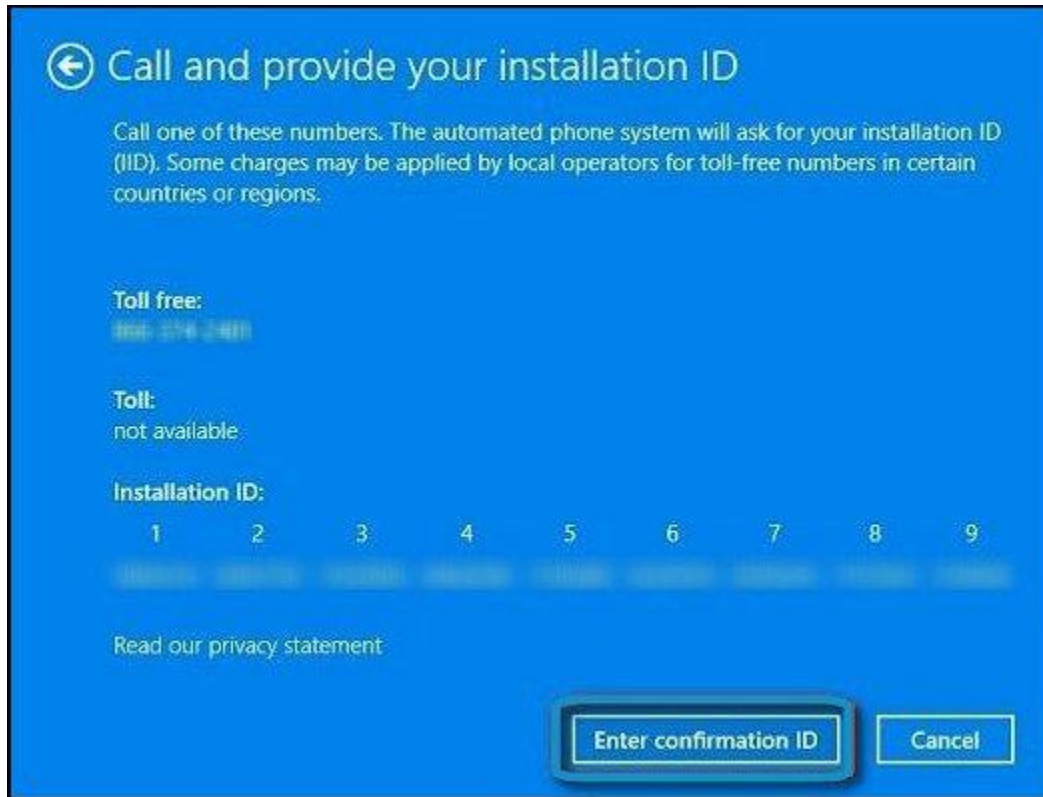 Call and provide your installation ID
Call one of these numbers. The automated phone system will ask for your installation ID
(IID). Some charges may be applied by local operators for toll-free numbers in certain
countries or regions.
Toll free:
Toll:
not available
Installation ID:
1 2 3 4 5 6 7 8 9
Read our privacy statement
Enter confirmation ID Cancel